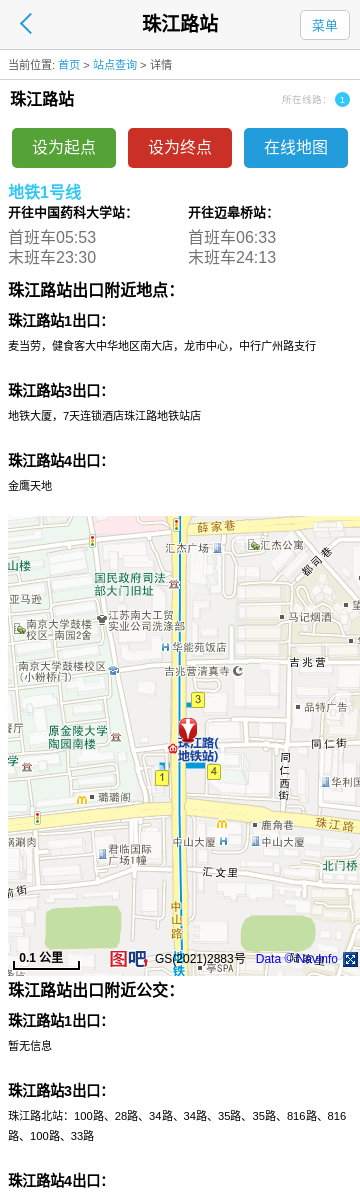 珠江路站
菜单
当前位置: 首页 > 站点查询 > 详情
珠江路站
所在线路: 1
设为起点
设为终点
在线地图
地铁1号线
开往中国药科大学站:
开往迈皋桥站:
首班车05:53
首班车06:33
末班车23:30
末班车24:13
珠江路站出口附近地点:
珠江路站1出口:
麦当劳，健食客大中华地区南大店，龙市中心，中行广州路支行
珠江路站3出口:
地铁大厦，7天连锁酒店珠江路地铁站店
珠江路站4出口:
金鹰天地
薛家巷
汇杰广场
汇杰公寓
都司巷
山楼
国民政府司法
部大门旧址
亚马逊
江苏南大工贸
实业公司洗涤部
马记烟酒
望
南京大学鼓楼
校区-南园2舍
华能苑饭店
吉兆营
南京大学鼓楼校区
(小粉桥门)
吉兆营清真寺
3
品特广告
餐厅
原金陵大学
陶园南楼
珠江路(
地铁站)
同仁街
学
1
4
同仁西街
华利国
璐璐阁
鹿角巷
珠江路
涮肉
君临国际
广场1幢
中山大厦
中山大厦
北门桥
汇文里
前街
中山路
0.1 公里
图吧
GS(2021)2883号
Data ©NavInfo
地铁
亭SPA
珠江路站出口附近公交:
珠江路站1出口:
暂无信息
珠江路站3出口:
珠江路北站：100路、28路、34路、34路、35路、35路、816路、816
路、100路、33路
珠江路站4出口: